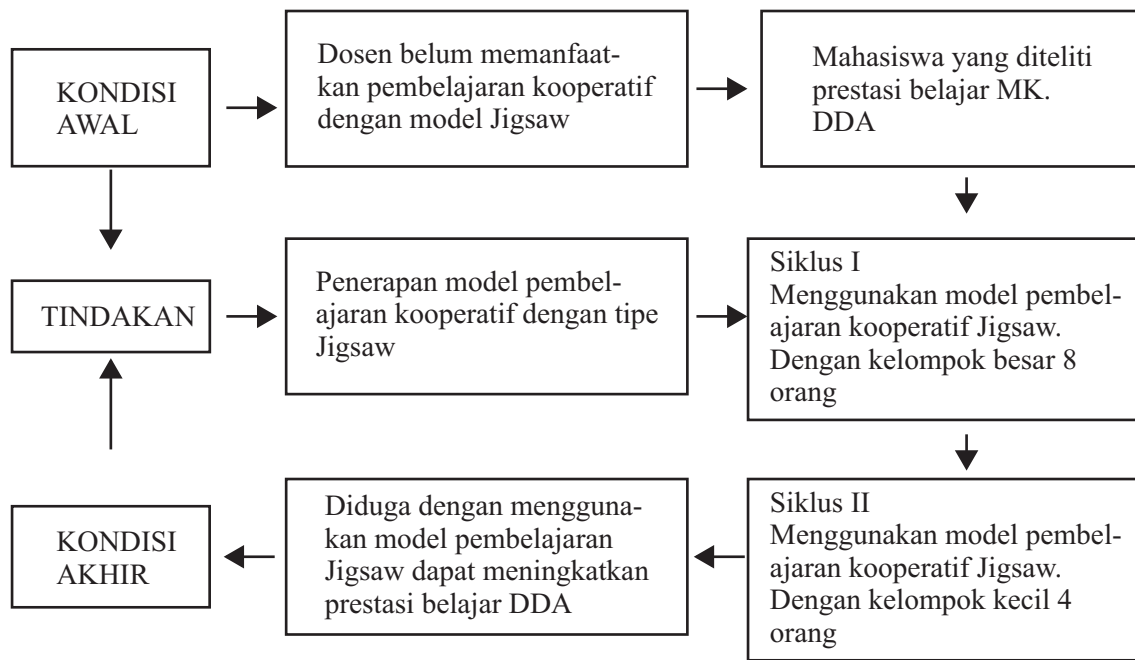 KONDISI
AWAL
Dosen belum memanfaat-
kan pembelajaran kooperatif
dengan model Jigsaw
Mahasiswa yang diteliti
prestasi belajar MK.
DDA
TINDAKAN
Penerapan model pembel-
ajaran kooperatif dengan tipe
Jigsaw
Siklus I
Menggunakan model pembel-
ajaran kooperatif Jigsaw.
Dengan kelompok besar 8
orang
KONDISI
AKHIR
Diduga dengan mengguna-
kan model pembelajaran
Jigsaw dapat meningkatkan
prestasi belajar DDA
Siklus II
Menggunakan model pembel-
ajaran kooperatif Jigsaw.
Dengan kelompok kecil 4
orang